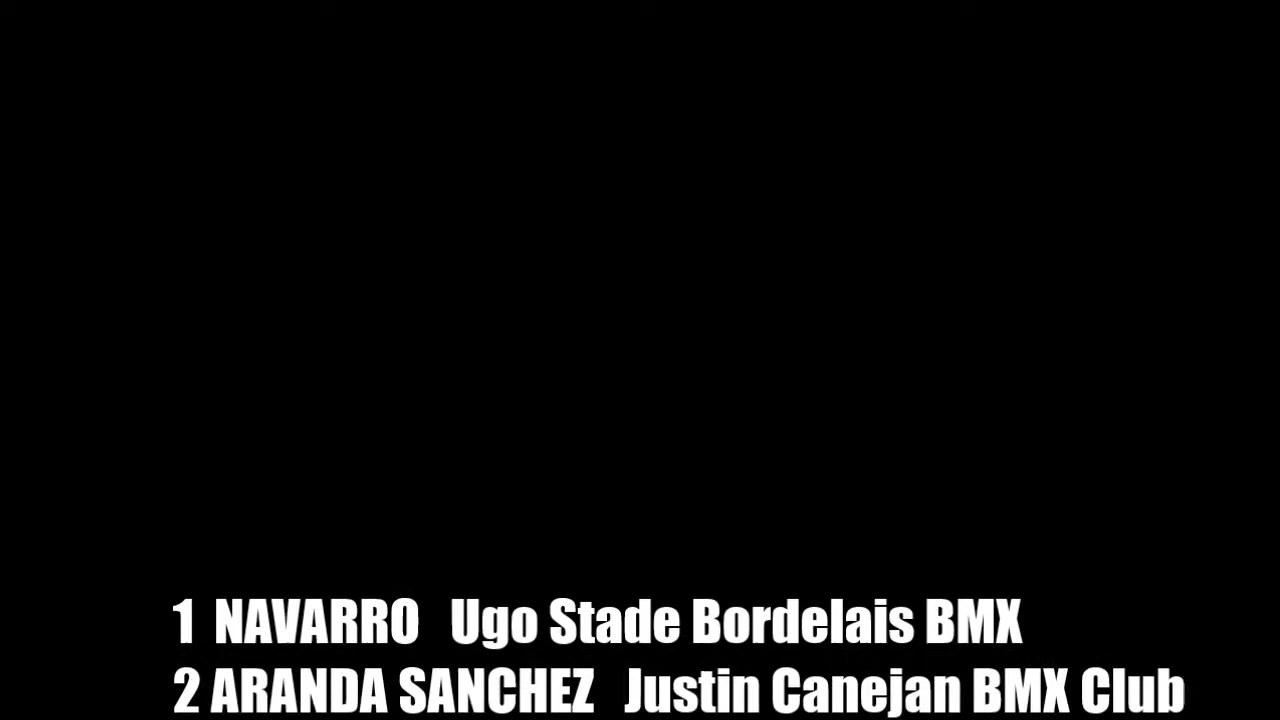 1 NAVARRO Ugo Stade Bordelais BMX
2 ARANDA SANCHEZ Justin Canejan BMX Club